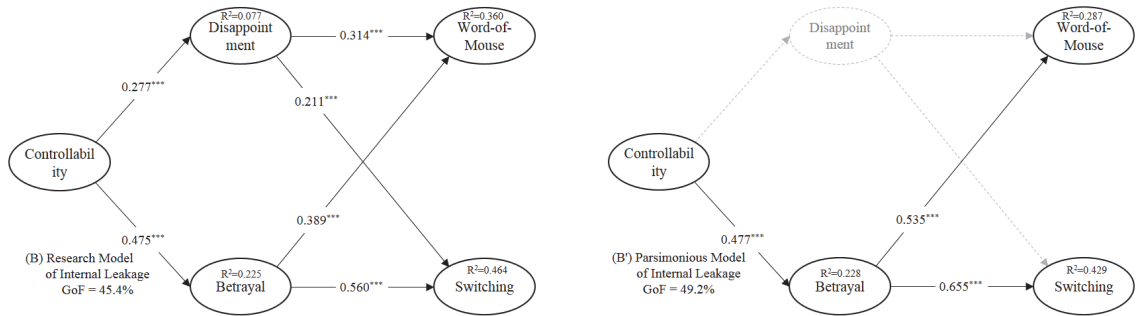 R²=0.077
Disappoint
ment
0.314***
R²=0.360
Word-of-
Mouse
0.277***
0.211***
Controllabil
ity
0.389***
0.475***
(B) Research Model
of Internal Leakage
GoF = 45.4%
R²=0.225
Betrayal
0.560***
R²=0.464
Switching
Disappoint
ment
R²=0.287
Word-of-
Mouse
Controllabil
ity
0.535***
0.477***
(B') Parsimonious Model
of Internal Leakage
GoF = 49.2%
R²=0.228
Betrayal
0.655***
R²=0.429
Switching